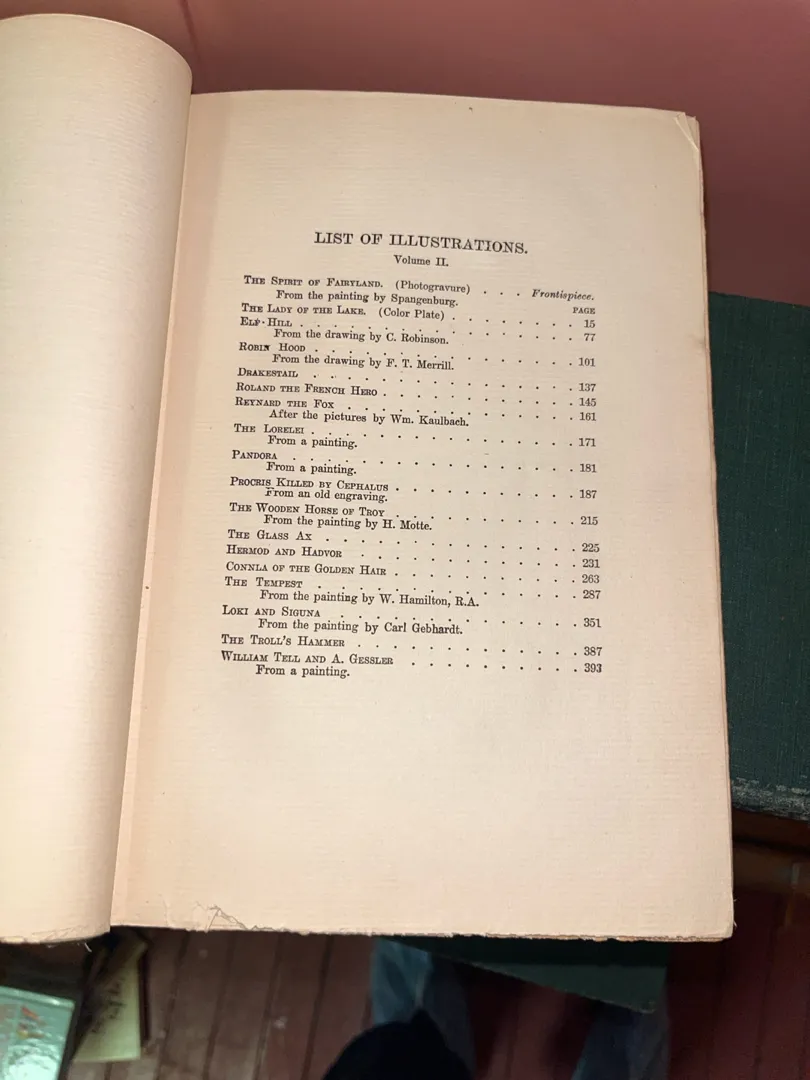 LIST OF ILLUSTRATIONS.
Volume II.
THE SPIRIT OF FAIRYLAND. (Photogravure) . . . Frontispiece.
From the painting by Spangenburg.
PAGE
THE LADY OF THE LAKE. (Color Plate) . . . . . . . . 15
ELF-HILL . . . . . . . . . . . . . . 77
From the drawing by C. Robinson.
ROBIN HOOD . . . . . . . . . . . . . . 101
From the drawing by F. T. Merrill.
DRAKESTAIL . . . . . . . . . . . . . . 137
ROLAND THE FRENCH HERO . . . . . . . . . . . 145
REYNARD THE FOX . . . . . . . . . . . . . 161
After the pictures by Wm. Kaulbach.
THE LORELEI . . . . . . . . . . . . . . 171
From a painting.
PANDORA . . . . . . . . . . . . . . . 181
From a painting.
PROCRIS KILLED BY CEPHALUS . . . . . . . . . . 187
From an old engraving.
THE WOODEN HORSE OF TROY . . . . . . . . . . 215
From the painting by H. Motte.
THE GLASS AX . . . . . . . . . . . . . 225
HERMOD AND HADVOR . . . . . . . . . . . . 231
CONNLA OF THE GOLDEN HAIR . . . . . . . . . . 263
THE TEMPEST . . . . . . . . . . . . . . 287
From the painting by W. Hamilton, R.A.
LOKI AND SIGUNA . . . . . . . . . . . . . 351
From the painting by Carl Gebhardt.
THE TROLL'S HAMMER . . . . . . . . . . . . 387
WILLIAM TELL AND A. GESSLER . . . . . . . . . . 393
From a painting.